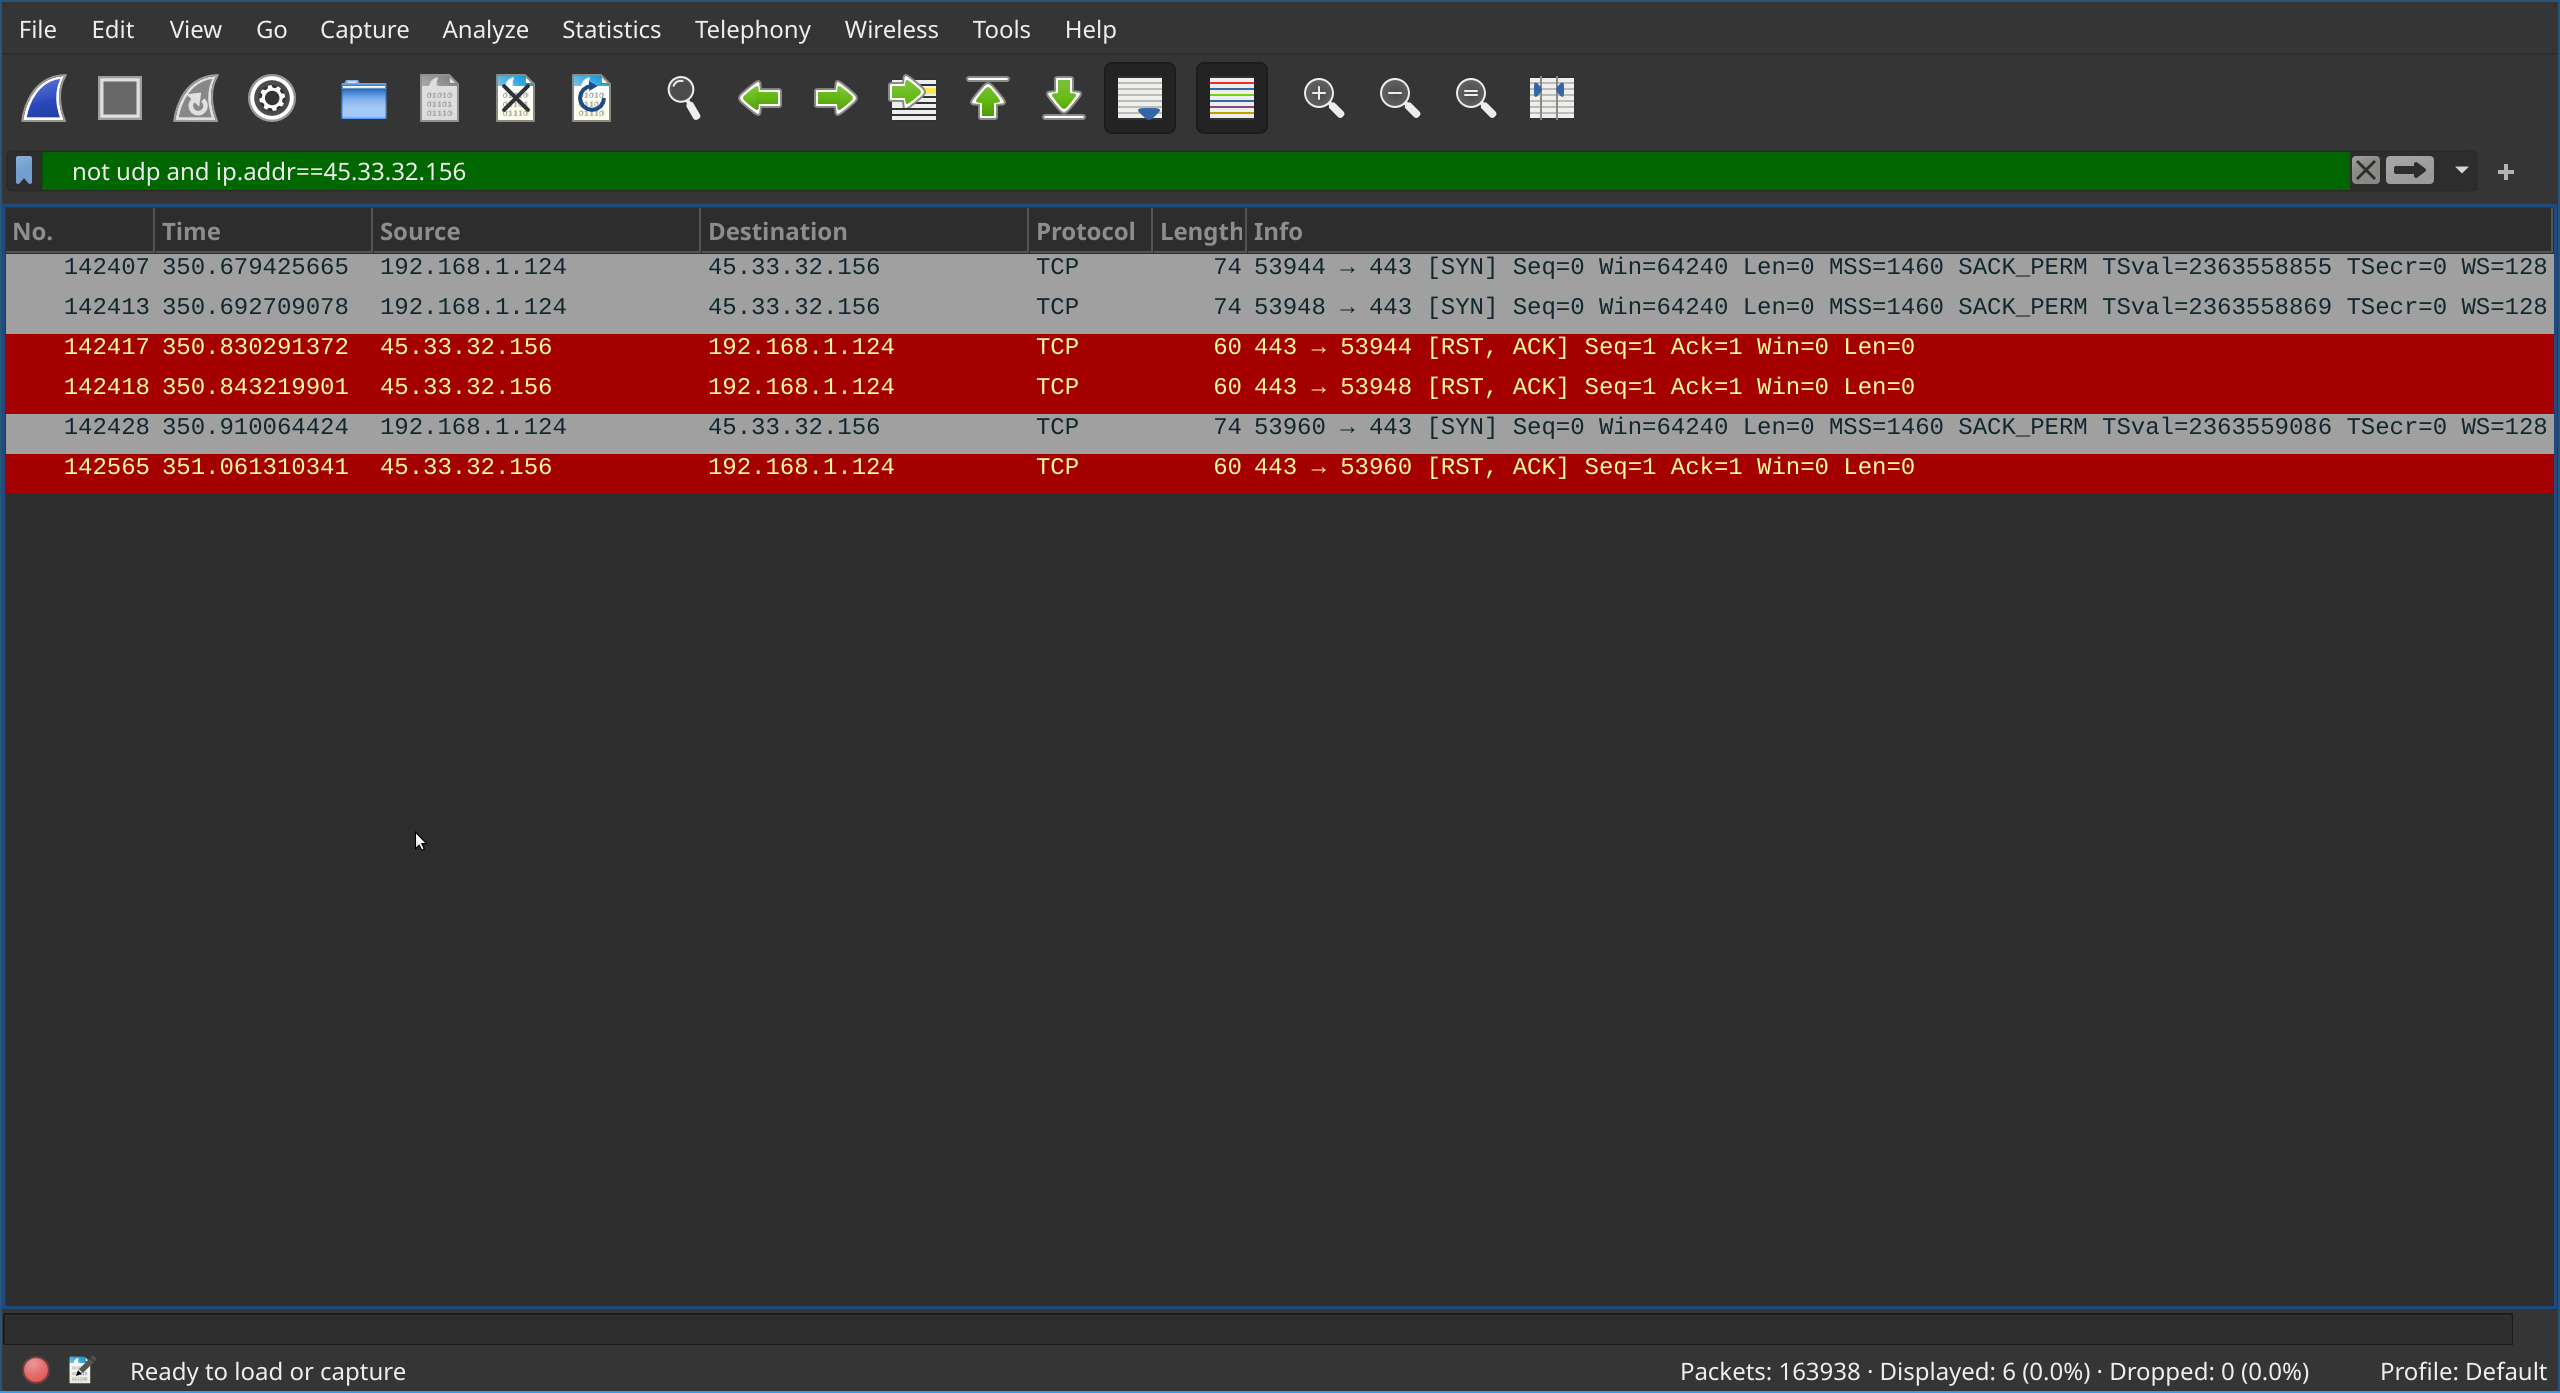 File Edit View Go Capture Analyze Statistics Telephony Wireless Tools Help
not udp and ip.addr==45.33.32.156
No. Time Source Destination Protocol Length Info
142407 350.679425665 192.168.1.124 45.33.32.156 TCP 74 53944 → 443 [SYN] Seq=0 Win=64240 Len=0 MSS=1460 SACK_PERM TSval=2363558855 TSecr=0 WS=128
142413 350.692709078 192.168.1.124 45.33.32.156 TCP 74 53948 → 443 [SYN] Seq=0 Win=64240 Len=0 MSS=1460 SACK_PERM TSval=2363558869 TSecr=0 WS=128
142417 350.830291372 45.33.32.156 192.168.1.124 TCP 60 443 → 53944 [RST, ACK] Seq=1 Ack=1 Win=0 Len=0
142418 350.843219901 45.33.32.156 192.168.1.124 TCP 60 443 → 53948 [RST, ACK] Seq=1 Ack=1 Win=0 Len=0
142428 350.910064424 192.168.1.124 45.33.32.156 TCP 74 53960 → 443 [SYN] Seq=0 Win=64240 Len=0 MSS=1460 SACK_PERM TSval=2363559086 TSecr=0 WS=128
142565 351.061310341 45.33.32.156 192.168.1.124 TCP 60 443 → 53960 [RST, ACK] Seq=1 Ack=1 Win=0 Len=0
Ready to load or capture Packets: 163938 · Displayed: 6 (0.0%) · Dropped: 0 (0.0%) Profile: Default